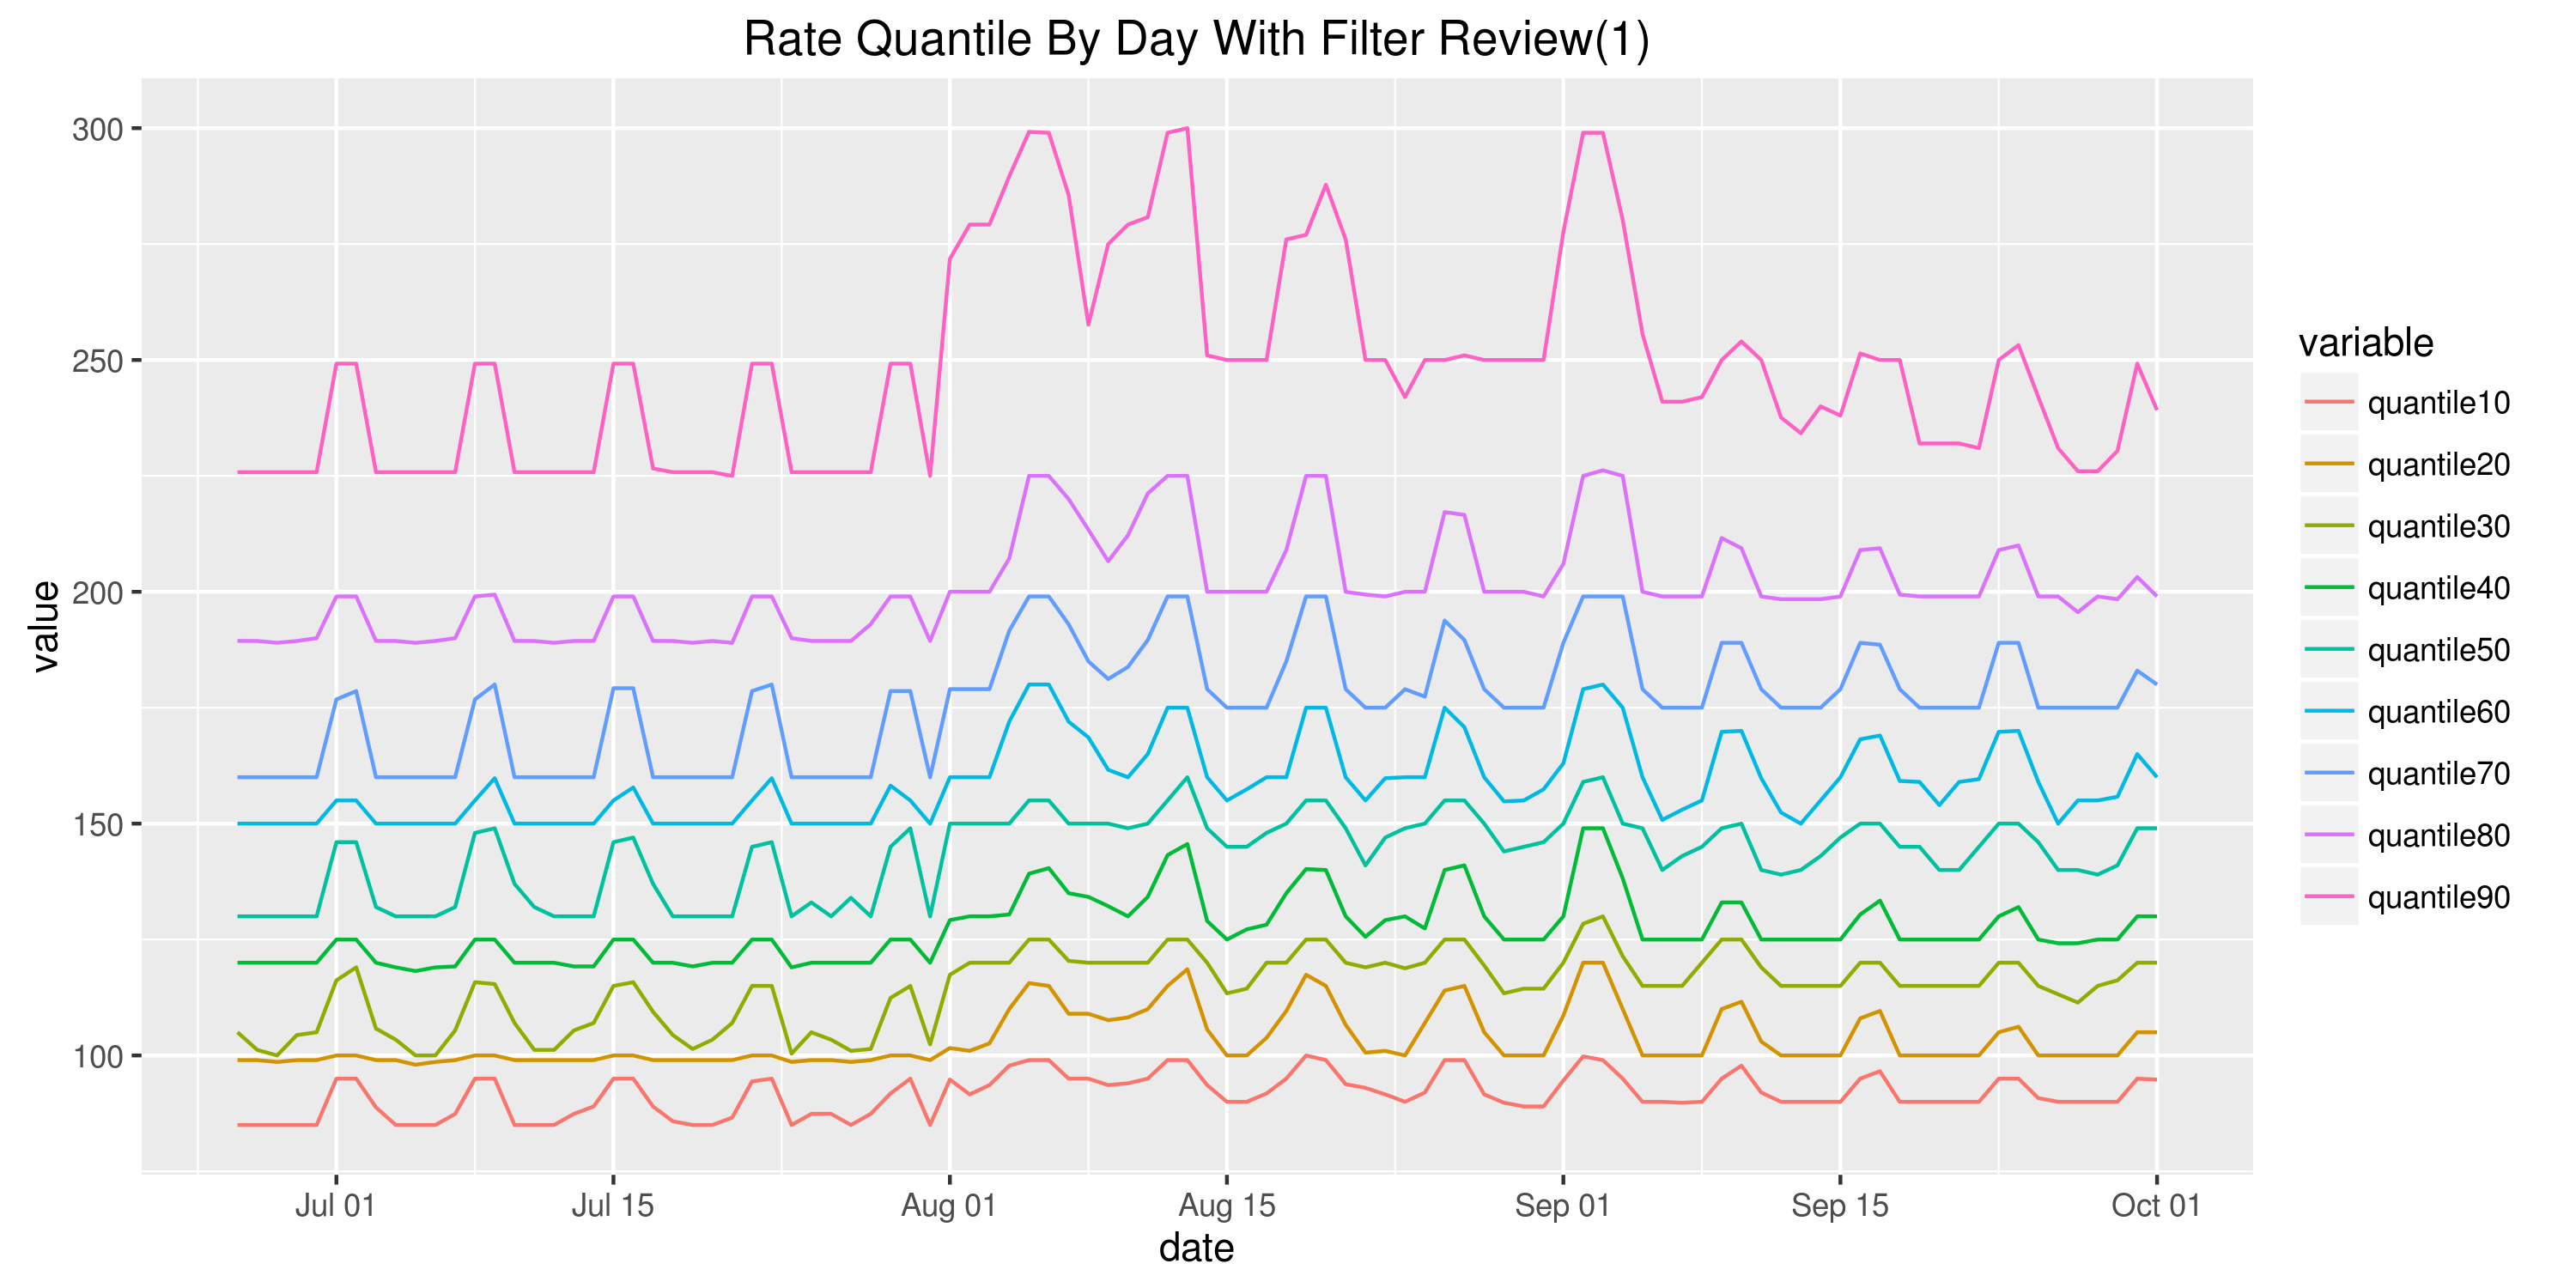 Rate Quantile By Day With Filter Review(1)
300
250
200
150
100
value
Jul 01
Jul 15
Aug 01
Aug 15
Sep 01
Sep 15
Oct 01
date
variable
quantile10
quantile20
quantile30
quantile40
quantile50
quantile60
quantile70
quantile80
quantile90